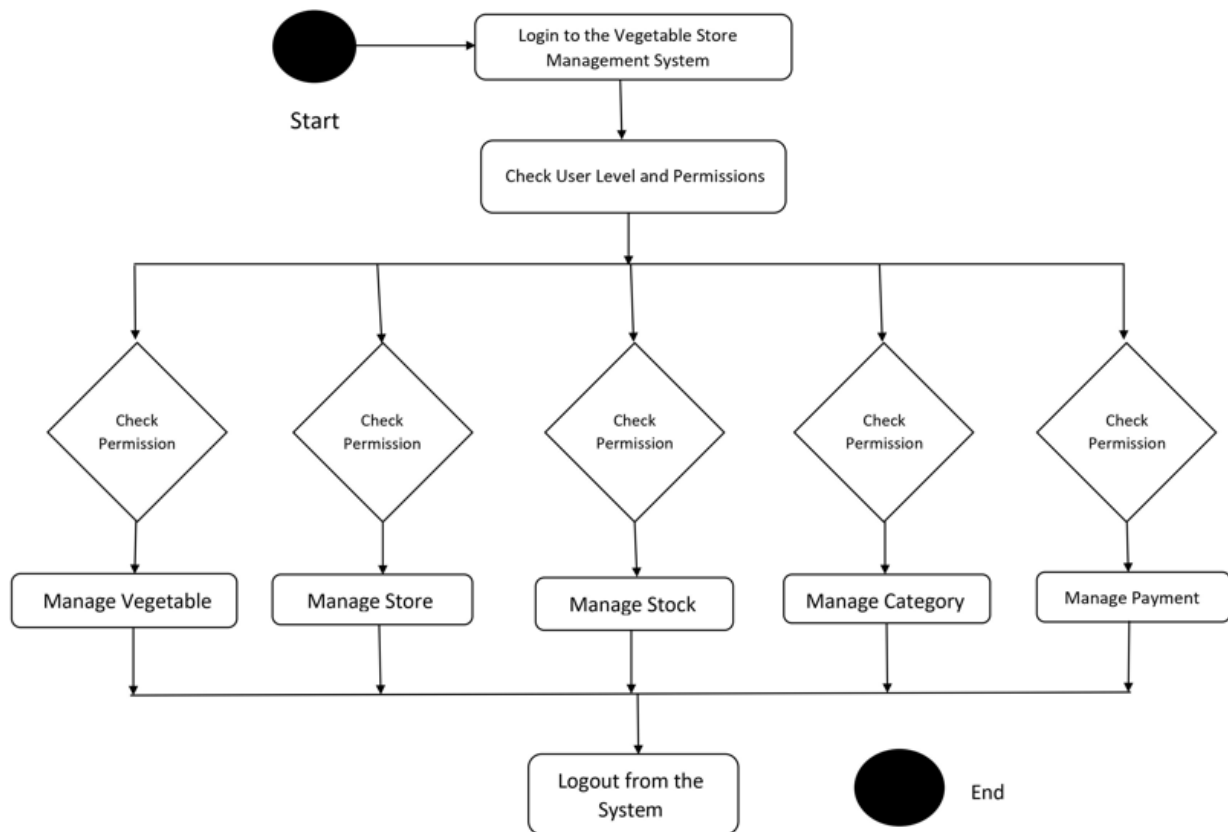 Login to the Vegetable Store
Management System
Start
Check User Level and Permissions
Check
Permission
Check
Permission
Check
Permission
Check
Permission
Check
Permission
Manage Vegetable
Manage Store
Manage Stock
Manage Category
Manage Payment
Logout from the
System
End